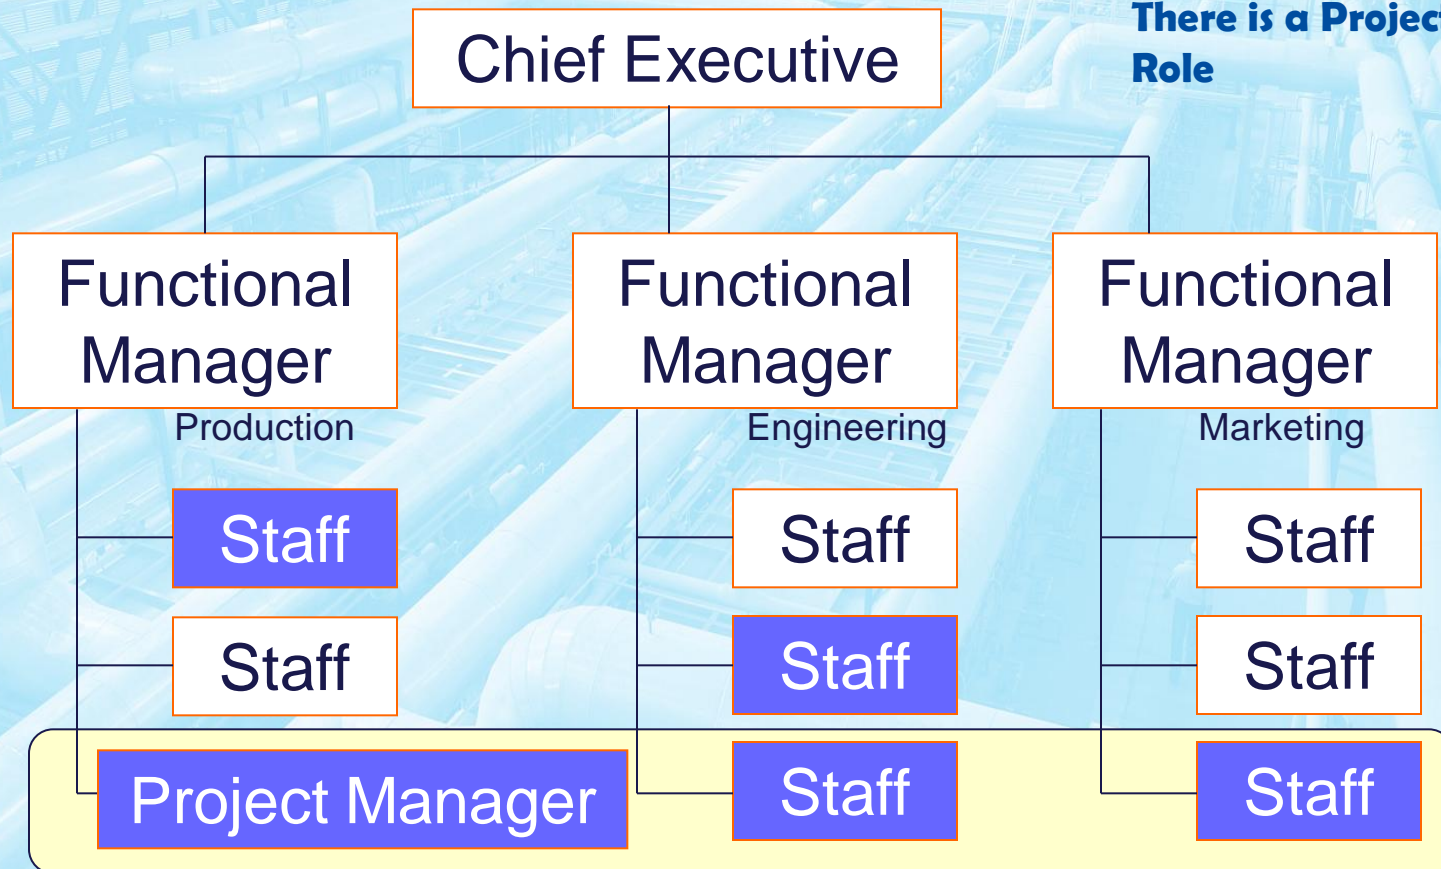 There is a Project
Role
Chief Executive
Functional
Manager
Functional
Manager
Functional
Manager
Production
Engineering
Marketing
Staff
Staff
Staff
Staff
Staff
Staff
Project Manager
Staff
Staff